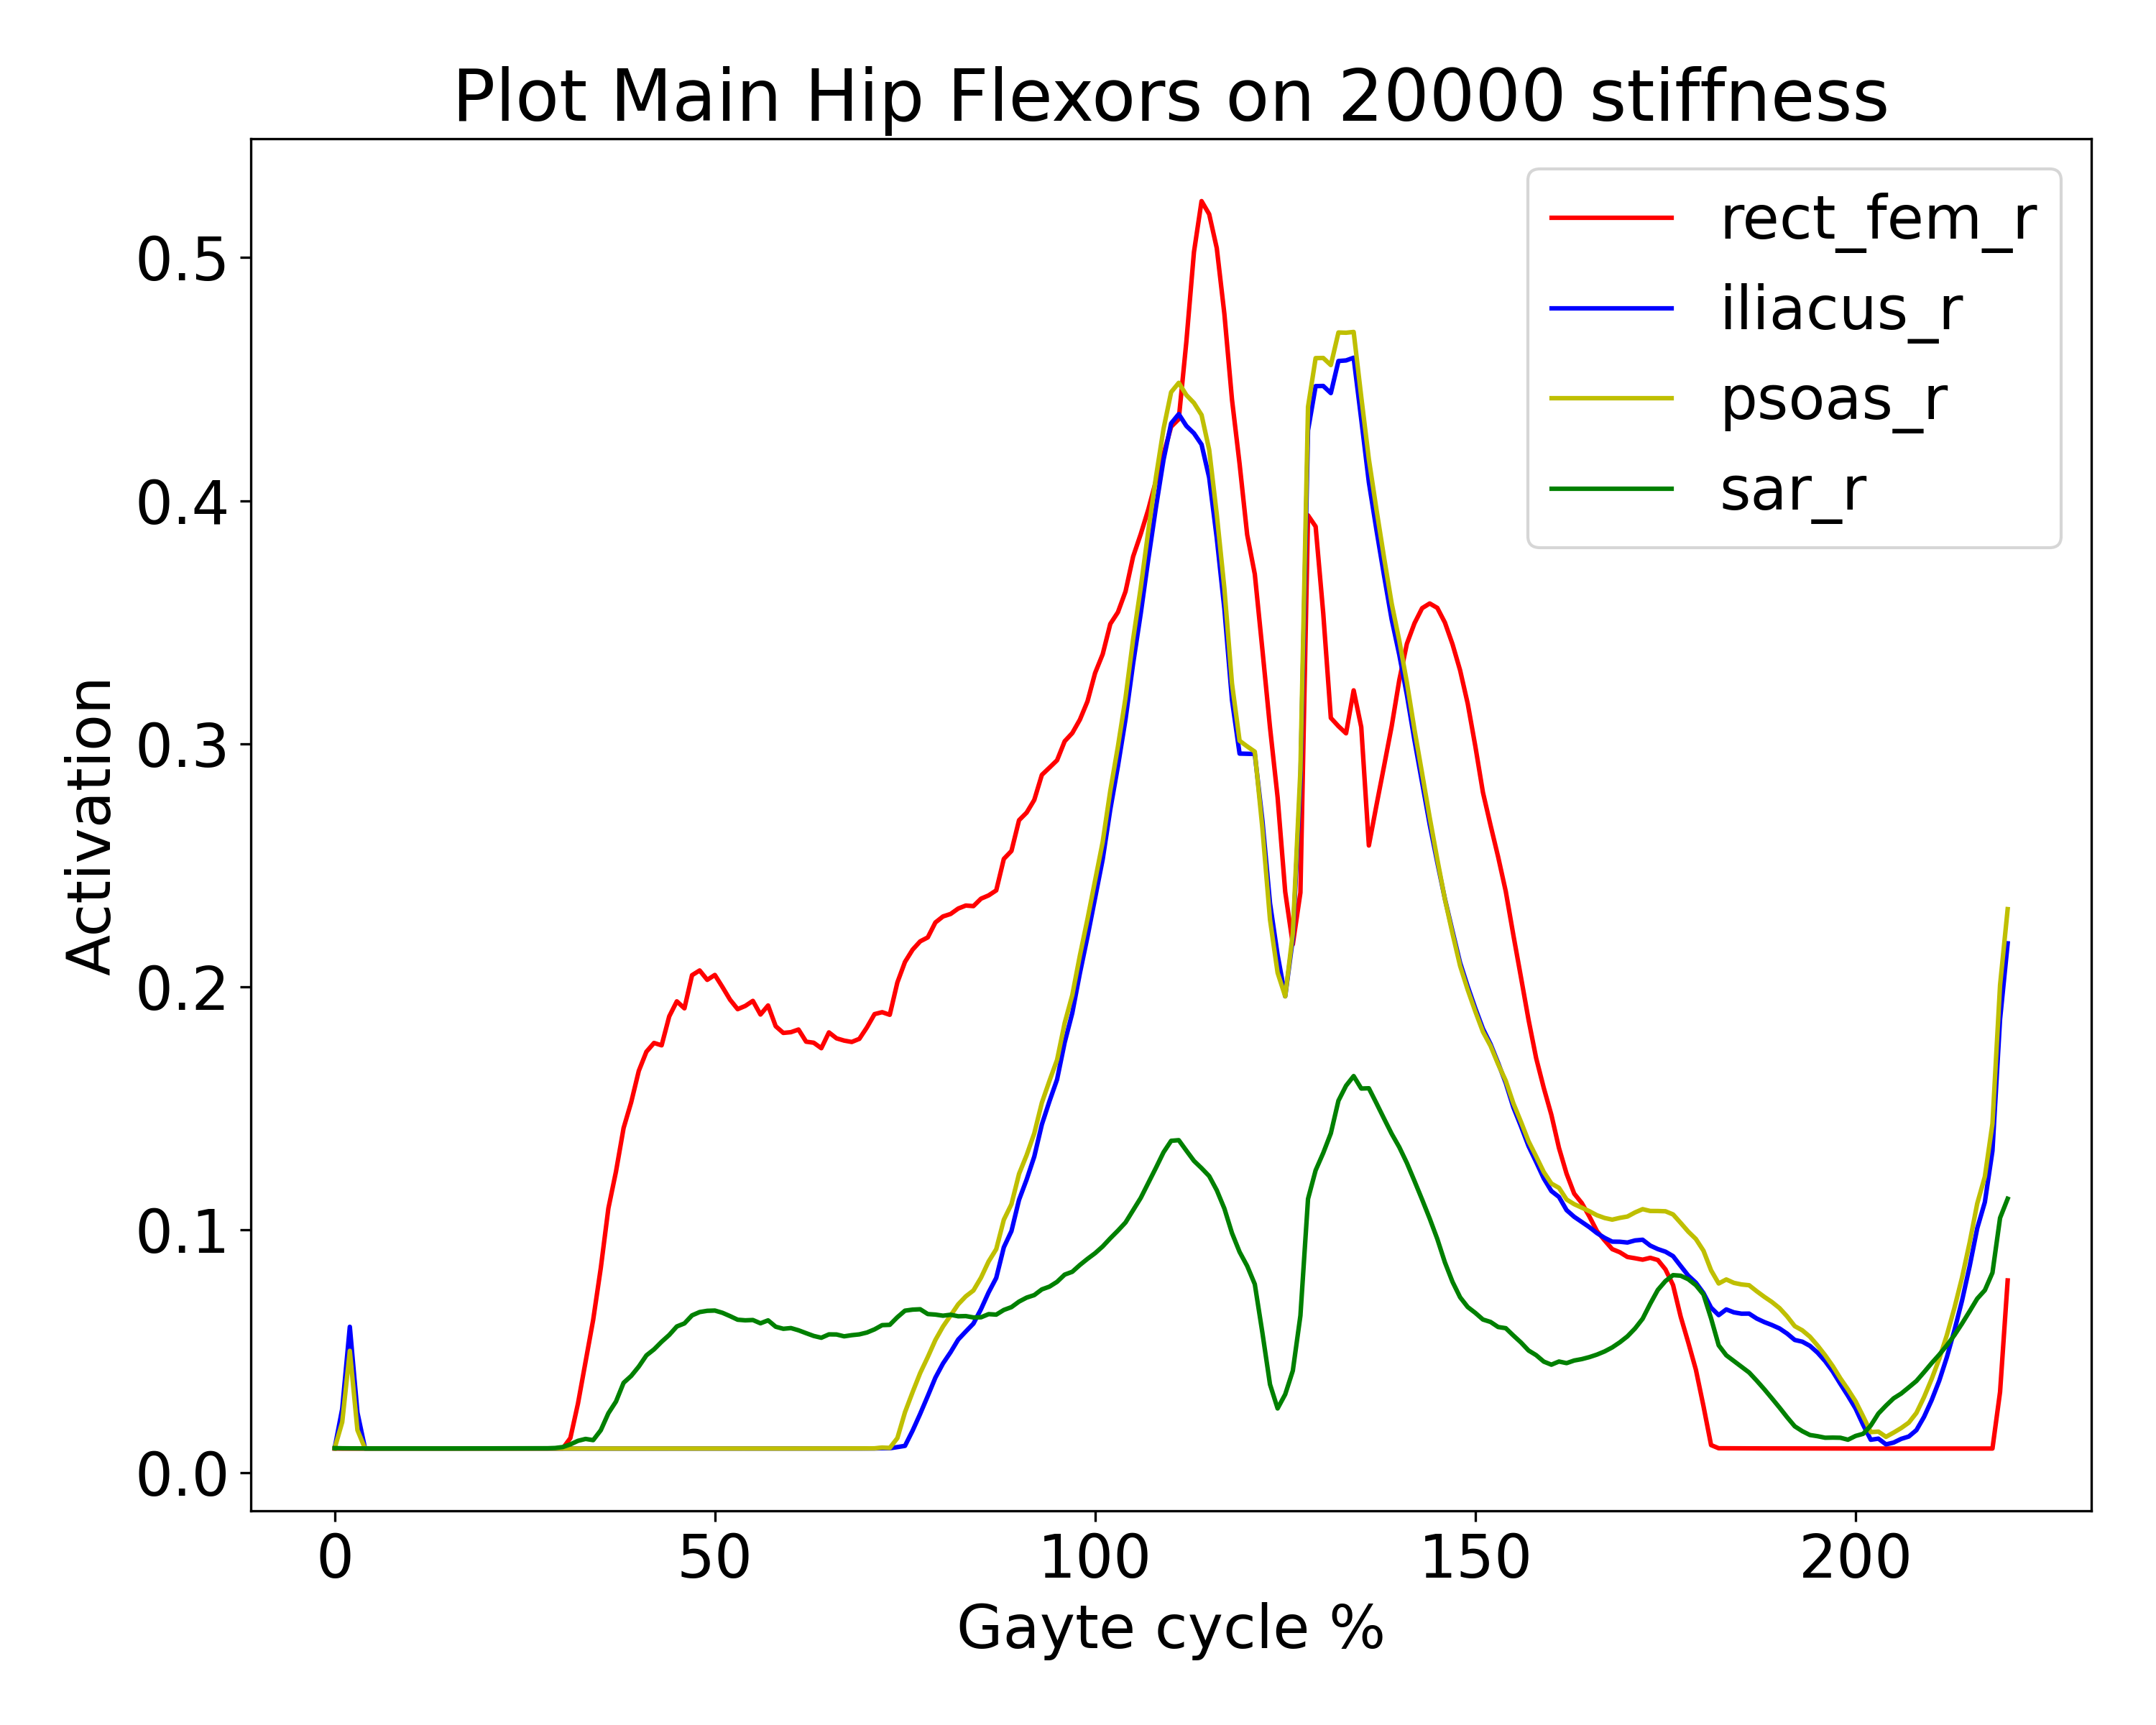 Plot Main Hip Flexors on 20000 stiffness
rect_fem_r
iliacus_r
psoas_r
sar_r
0.5
0.4
0.3
0.2
0.1
0.0
Activation
0 50 100 150 200
Gayte cycle %